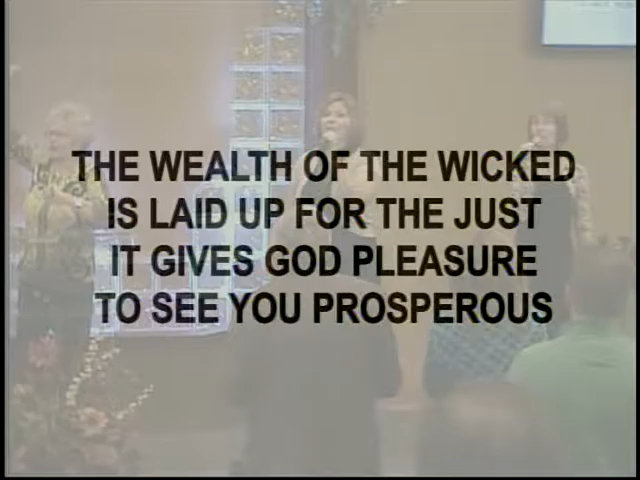 THE WEALTH OF THE WICKED
IS LAID UP FOR THE JUST
IT GIVES GOD PLEASURE
TO SEE YOU PROSPEROUS